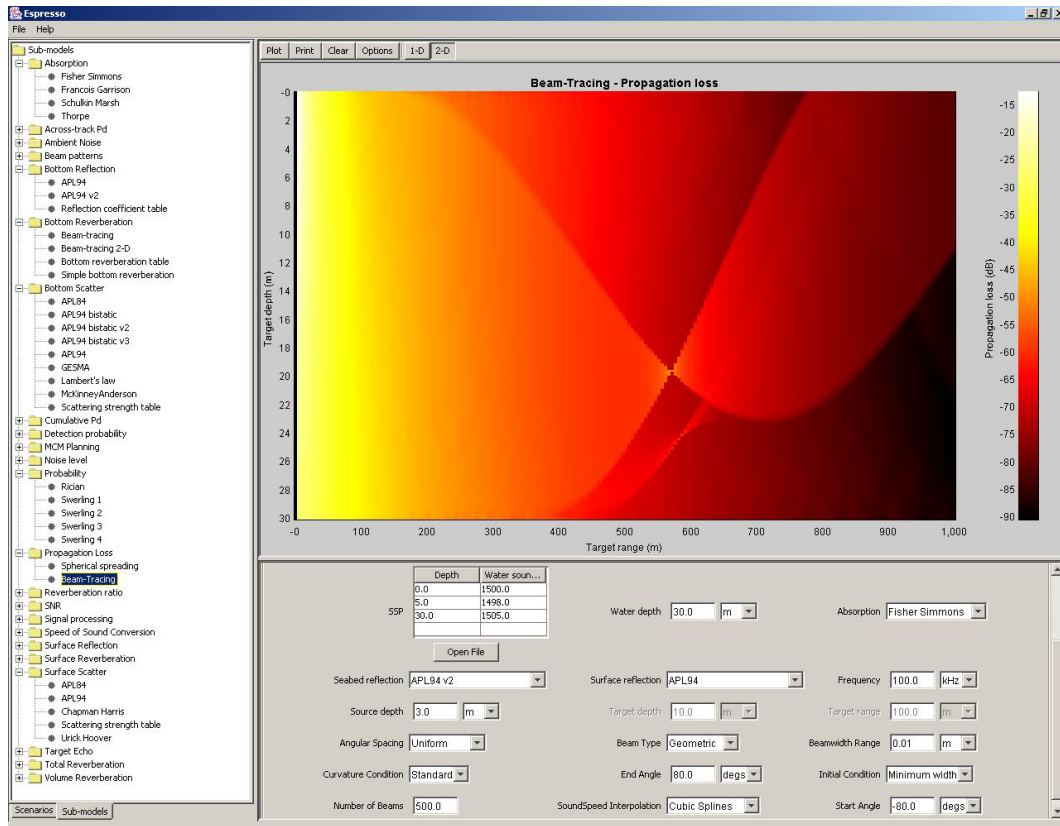 Espresso
File Help
Sub-models
Absorption
Fisher Simmons
Francois Garrison
Schulkin Marsh
Thorpe
Across-track Pd
Ambient Noise
Beam patterns
Bottom Reflection
APL94
APL94 v2
Reflection coefficient table
Bottom Reverberation
Beam-tracing
Beam-tracing 2-D
Bottom reverberation table
Simple bottom reverberation
Bottom Scatter
APL84
APL94 bistatic
APL94 bistatic v2
APL94 bistatic v3
APL94
GESMA
Lambert's law
McKinneyAnderson
Scattering strength table
Cumulative Pd
Detection probability
MCM Planning
Noise level
Probability
Rician
Swerling 1
Swerling 2
Swerling 3
Swerling 4
Propagation Loss
Spherical spreading
Beam-Tracing
Reverberation ratio
SNR
Signal processing
Speed of Sound Conversion
Surface Reflection
Surface Reverberation
Surface Scatter
APL84
APL94
Chapman Harris
Scattering strength table
Urick Hoover
Target Echo
Total Reverberation
Volume Reverberation
Scenarios Sub-models
Plot Print Clear Options 1-D 2-D
Beam-Tracing - Propagation loss
Target depth (m)
-0
2
4
6
8
10
12
14
16
18
20
22
24
26
28
30
-0 100 200 300 400 500 600 700 800 900 1,000
Target range (m)
Propagation loss (dB)
-15
-20
-25
-30
-35
-40
-45
-50
-55
-60
-65
-70
-75
-80
-85
-90
SSP
Depth Water soun...
0.0 1500.0
5.0 1498.0
30.0 1505.0
Open File
Water depth 30.0 m Absorption Fisher Simmons
Seabed reflection APL94 v2 Surface reflection APL94 Frequency 100.0 kHz
Source depth 3.0 m Target depth 10.0 m Target range 100.0 m
Angular Spacing Uniform Beam Type Geometric Beamwidth Range 0.01 m
Curvature Condition Standard End Angle 80.0 degs Initial Condition Minimum width
Number of Beams 500.0 SoundSpeed Interpolation Cubic Splines Start Angle -80.0 degs